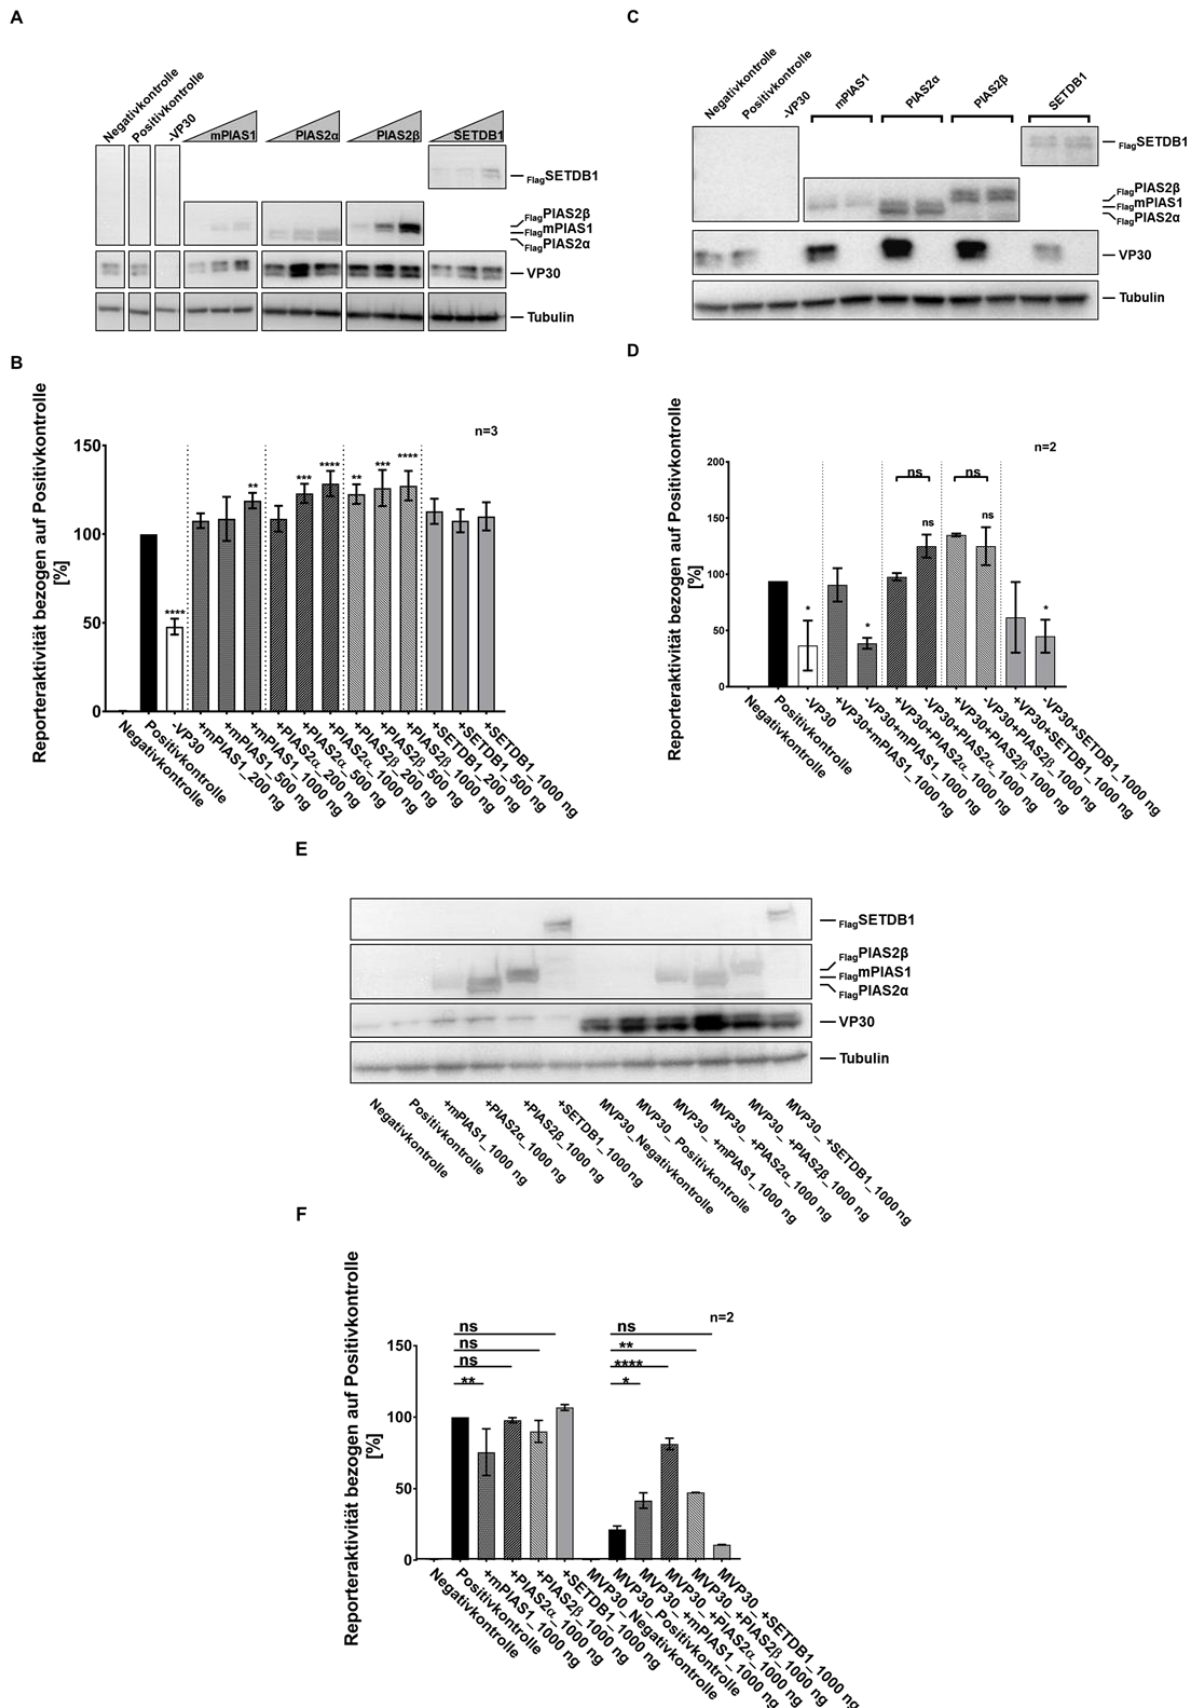 A
Negativkontrolle
Positivkontrolle
-VP30
mPIAS1
PIAS2α
PIAS2β
SETDB1
FlagSETDB1
FlagPIAS2β
FlagmPIAS1
FlagPIAS2α
VP30
Tubulin
C
Negativkontrolle
Positivkontrolle
-VP30
mPIAS1
PIAS2α
PIAS2β
SETDB1
FlagSETDB1
FlagPIAS2β
FlagmPIAS1
FlagPIAS2α
VP30
Tubulin
B
Reporteraktivität bezogen auf Positivkontrolle
[%]
n=3
150
100
50
0
****
**
***
****
**
***
****
Negativkontrolle
Positivkontrolle
-VP30
+mPIAS1_200 ng
+mPIAS1_500 ng
+mPIAS1_1000 ng
+PIAS2α_200 ng
+PIAS2α_500 ng
+PIAS2α_1000 ng
+PIAS2β_200 ng
+PIAS2β_500 ng
+PIAS2β_1000 ng
+SETDB1_200 ng
+SETDB1_500 ng
+SETDB1_1000 ng
D
Reporteraktivität bezogen auf Positivkontrolle
[%]
n=2
200
150
100
50
0
*
*
ns
ns
ns
ns
*
Negativkontrolle
Positivkontrolle
-VP30
+VP30+mPIAS1_1000 ng
-VP30+mPIAS1_1000 ng
+VP30+PIAS2α_1000 ng
-VP30+PIAS2α_1000 ng
+VP30+PIAS2β_1000 ng
-VP30+PIAS2β_1000 ng
+VP30+SETDB1_1000 ng
-VP30+SETDB1_1000 ng
E
FlagSETDB1
FlagPIAS2β
FlagmPIAS1
FlagPIAS2α
VP30
Tubulin
Negativkontrolle
Positivkontrolle
+mPIAS1_1000 ng
+PIAS2α_1000 ng
+PIAS2β_1000 ng
+SETDB1_1000 ng
MVP30_Negativkontrolle
MVP30_Positivkontrolle
MVP30_+mPIAS1_1000 ng
MVP30_+PIAS2α_1000 ng
MVP30_+PIAS2β_1000 ng
MVP30_+SETDB1_1000 ng
F
Reporteraktivität bezogen auf Positivkontrolle
[%]
n=2
150
100
50
0
ns
ns
ns
**
ns
**
****
*
Negativkontrolle
Positivkontrolle
+mPIAS1_1000 ng
+PIAS2α_1000 ng
+PIAS2β_1000 ng
+SETDB1_1000 ng
MVP30_Negativkontrolle
MVP30_Positivkontrolle
MVP30_+mPIAS1_1000 ng
MVP30_+PIAS2α_1000 ng
MVP30_+PIAS2β_1000 ng
MVP30_+SETDB1_1000 ng